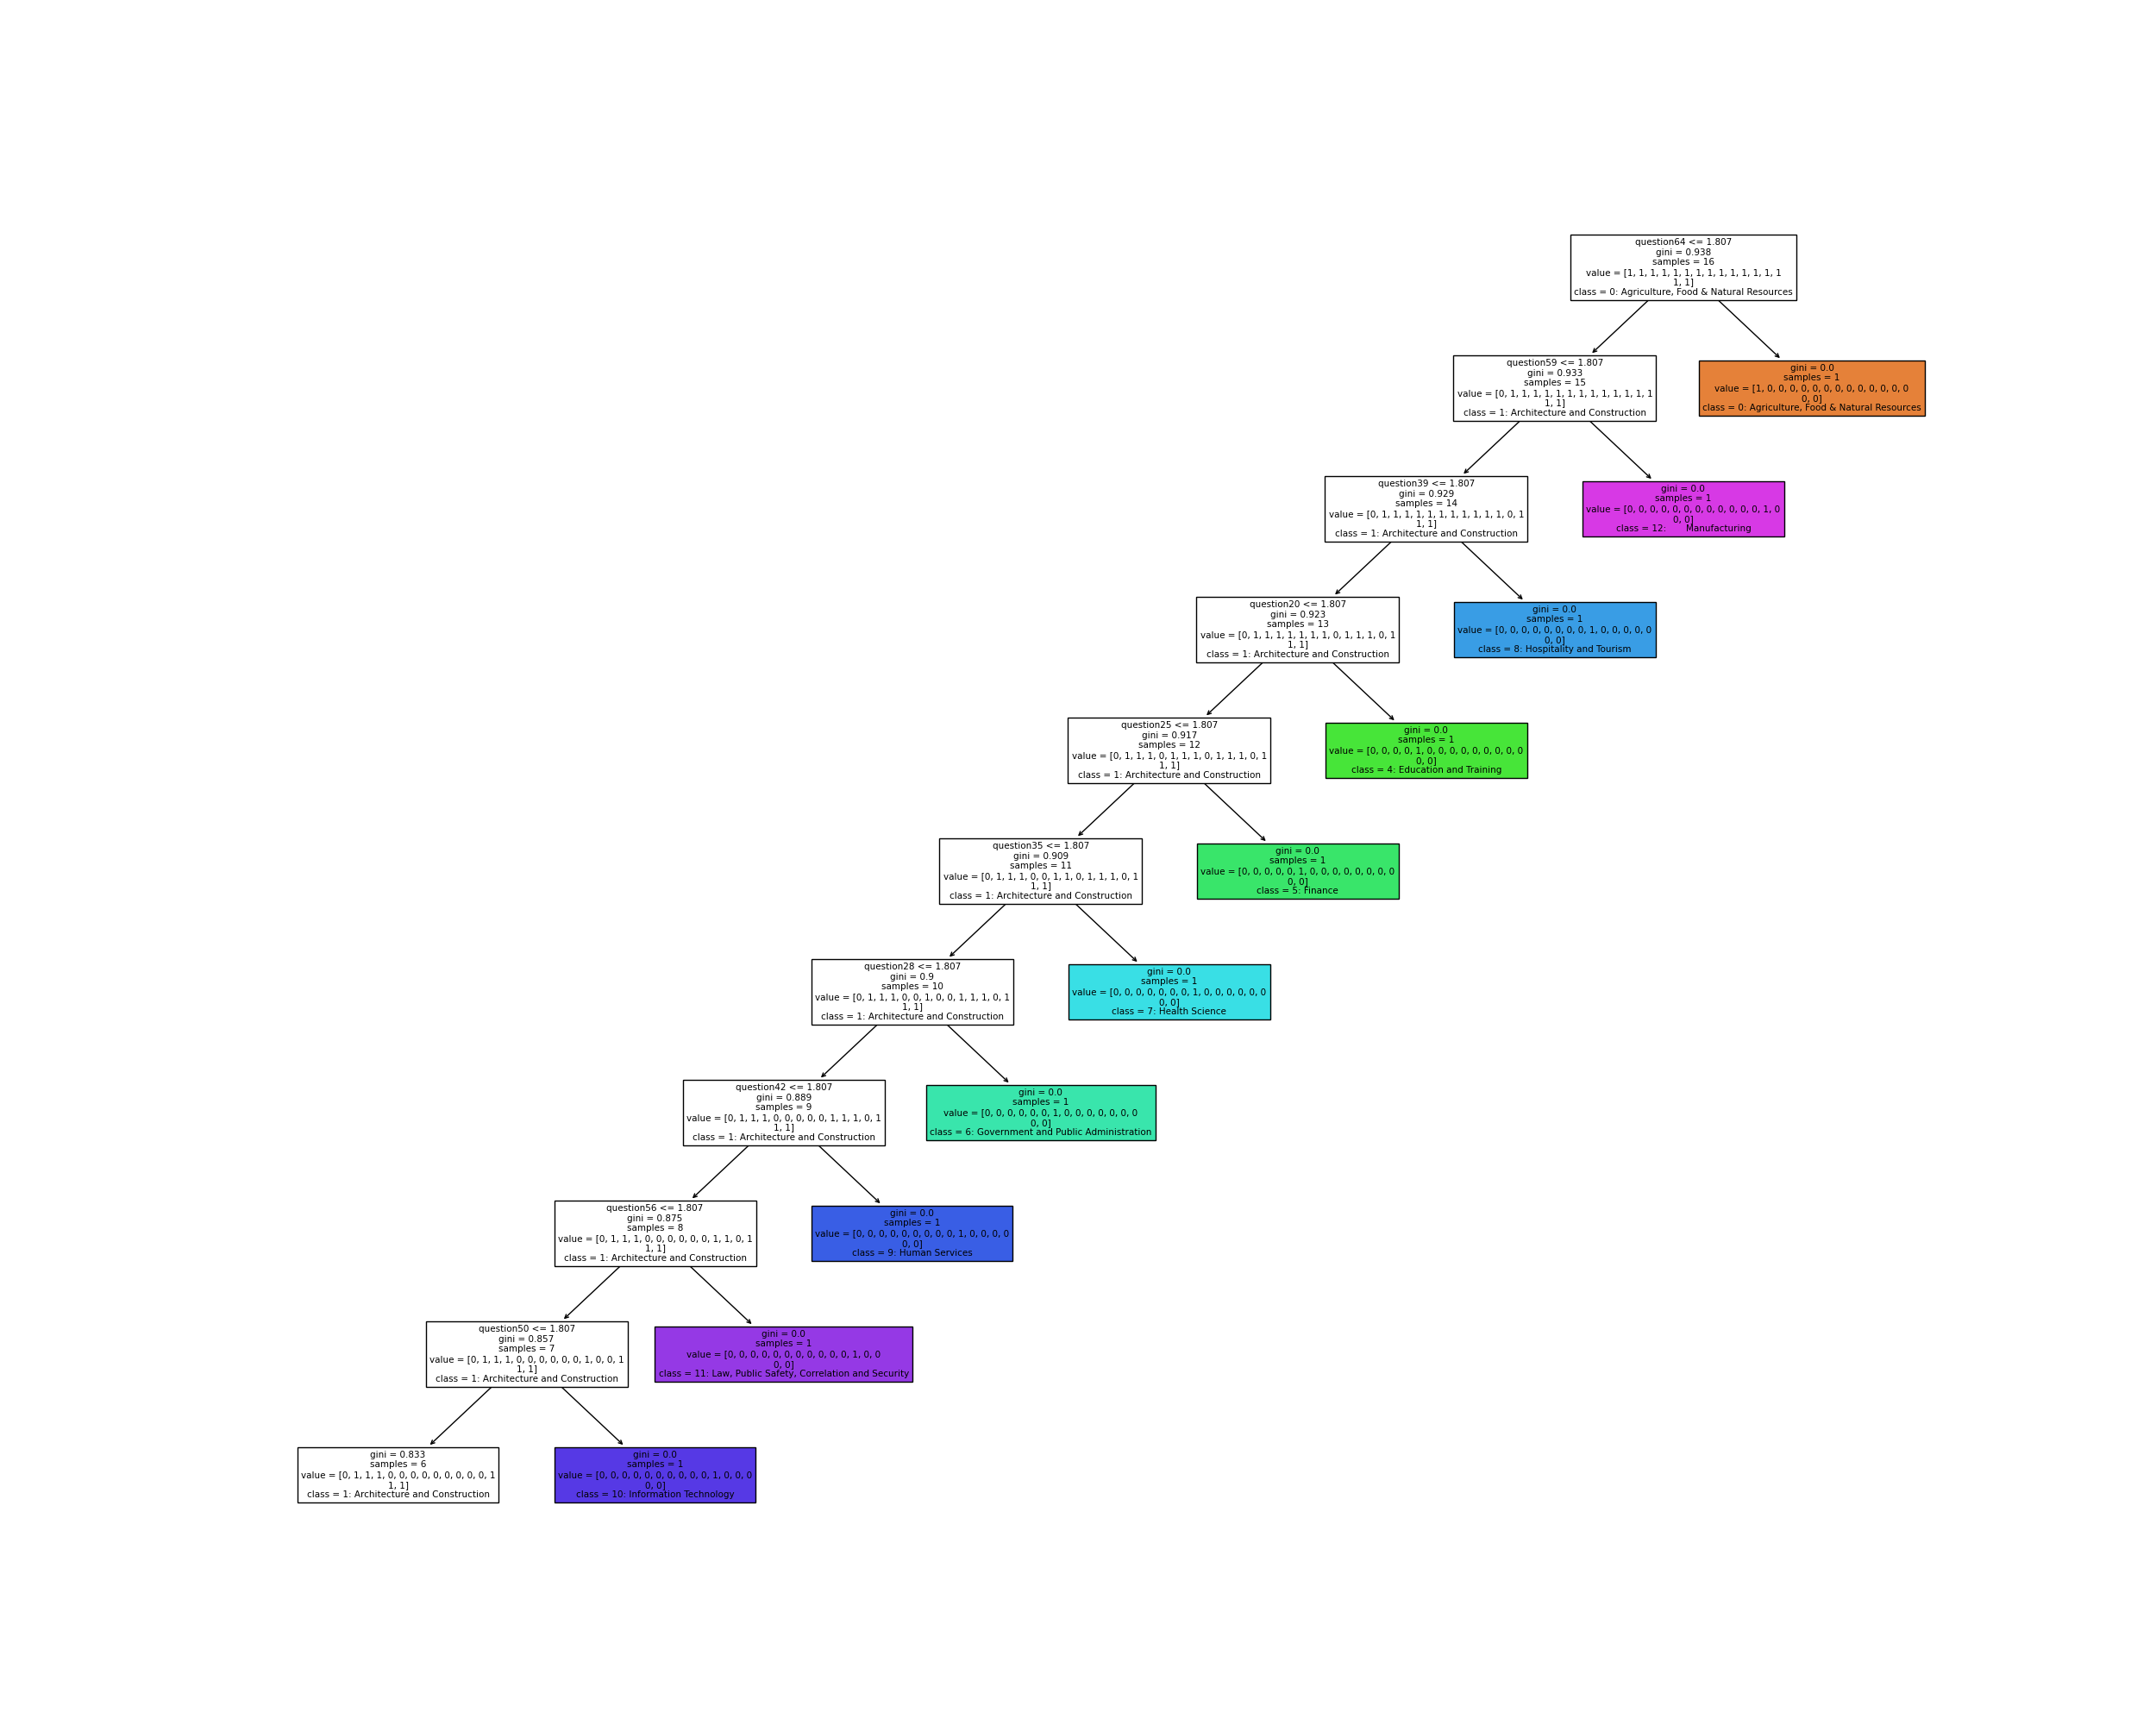 question64 <= 1.807
gini = 0.938
samples = 16
value = [1, 1, 1, 1, 1, 1, 1, 1, 1, 1, 1, 1, 1, 1
1, 1]
class = 0: Agriculture, Food & Natural Resources
question59 <= 1.807
gini = 0.933
samples = 15
value = [0, 1, 1, 1, 1, 1, 1, 1, 1, 1, 1, 1, 1, 1
1, 1]
class = 1: Architecture and Construction
gini = 0.0
samples = 1
value = [1, 0, 0, 0, 0, 0, 0, 0, 0, 0, 0, 0, 0, 0
0, 0]
class = 0: Agriculture, Food & Natural Resources
question39 <= 1.807
gini = 0.929
samples = 14
value = [0, 1, 1, 1, 1, 1, 1, 1, 1, 1, 1, 1, 0, 1
1, 1]
class = 1: Architecture and Construction
gini = 0.0
samples = 1
value = [0, 0, 0, 0, 0, 0, 0, 0, 0, 0, 0, 0, 1, 0
0, 0]
class = 12:       Manufacturing
question20 <= 1.807
gini = 0.923
samples = 13
value = [0, 1, 1, 1, 1, 1, 1, 1, 0, 1, 1, 1, 0, 1
1, 1]
class = 1: Architecture and Construction
gini = 0.0
samples = 1
value = [0, 0, 0, 0, 0, 0, 0, 0, 1, 0, 0, 0, 0, 0
0, 0]
class = 8: Hospitality and Tourism
question25 <= 1.807
gini = 0.917
samples = 12
value = [0, 1, 1, 1, 0, 1, 1, 1, 0, 1, 1, 1, 0, 1
1, 1]
class = 1: Architecture and Construction
gini = 0.0
samples = 1
value = [0, 0, 0, 0, 1, 0, 0, 0, 0, 0, 0, 0, 0, 0
0, 0]
class = 4: Education and Training
question35 <= 1.807
gini = 0.909
samples = 11
value = [0, 1, 1, 1, 0, 0, 1, 1, 0, 1, 1, 1, 0, 1
1, 1]
class = 1: Architecture and Construction
gini = 0.0
samples = 1
value = [0, 0, 0, 0, 0, 1, 0, 0, 0, 0, 0, 0, 0, 0
0, 0]
class = 5: Finance
question28 <= 1.807
gini = 0.9
samples = 10
value = [0, 1, 1, 1, 0, 0, 1, 0, 0, 1, 1, 1, 0, 1
1, 1]
class = 1: Architecture and Construction
gini = 0.0
samples = 1
value = [0, 0, 0, 0, 0, 0, 0, 1, 0, 0, 0, 0, 0, 0
0, 0]
class = 7: Health Science
question42 <= 1.807
gini = 0.889
samples = 9
value = [0, 1, 1, 1, 0, 0, 0, 0, 0, 1, 1, 1, 0, 1
1, 1]
class = 1: Architecture and Construction
gini = 0.0
samples = 1
value = [0, 0, 0, 0, 0, 0, 1, 0, 0, 0, 0, 0, 0, 0
0, 0]
class = 6: Government and Public Administration
question56 <= 1.807
gini = 0.875
samples = 8
value = [0, 1, 1, 1, 0, 0, 0, 0, 0, 0, 1, 1, 0, 1
1, 1]
class = 1: Architecture and Construction
gini = 0.0
samples = 1
value = [0, 0, 0, 0, 0, 0, 0, 0, 0, 1, 0, 0, 0, 0
0, 0]
class = 9: Human Services
question50 <= 1.807
gini = 0.857
samples = 7
value = [0, 1, 1, 1, 0, 0, 0, 0, 0, 0, 1, 0, 0, 1
1, 1]
class = 1: Architecture and Construction
gini = 0.0
samples = 1
value = [0, 0, 0, 0, 0, 0, 0, 0, 0, 0, 0, 1, 0, 0
0, 0]
class = 11: Law, Public Safety, Correlation and Security
gini = 0.833
samples = 6
value = [0, 1, 1, 1, 0, 0, 0, 0, 0, 0, 0, 0, 0, 1
1, 1]
class = 1: Architecture and Construction
gini = 0.0
samples = 1
value = [0, 0, 0, 0, 0, 0, 0, 0, 0, 0, 1, 0, 0, 0
0, 0]
class = 10: Information Technology